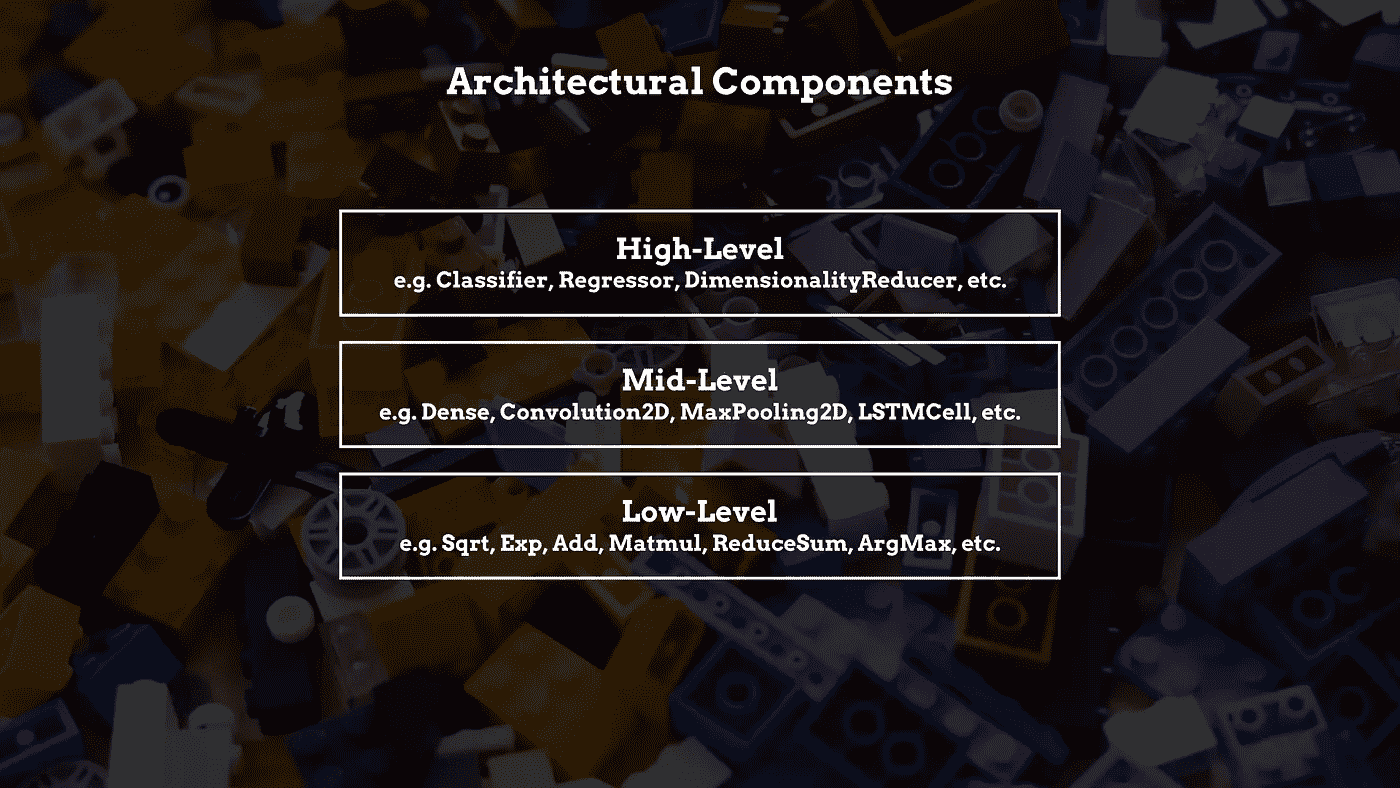 Architectural Components
High-Level
e.g. Classifier, Regressor, DimensionalityReducer, etc.
Mid-Level
e.g. Dense, Convolution2D, MaxPooling2D, LSTMCell, etc.
Low-Level
e.g. Sqrt, Exp, Add, Matmul, ReduceSum, ArgMax, etc.